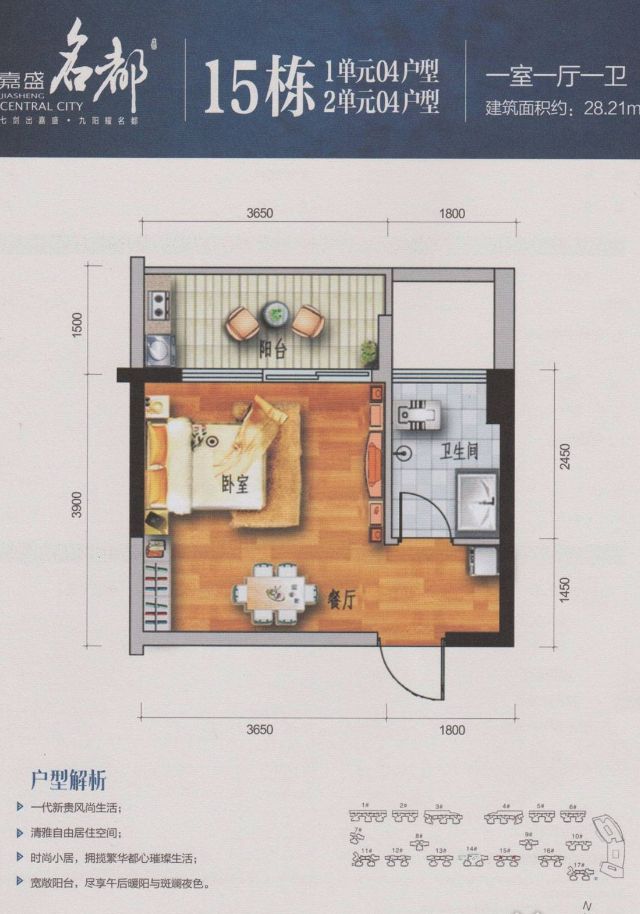 嘉盛 名都
JIASHENG
CENTRAL CITY
七剑出嘉盛·九阳耀名都
15栋
1单元04户型
2单元04户型
一室一厅一卫
建筑面积约：28.21m
3650
1800
1500
3900
2450
1450
阳台
卫生间
卧室
餐厅
3650
1800
户型解析
一代新贵风尚生活；
清雅自由居住空间；
时尚小居，拥揽繁华都心璀璨生活；
宽敞阳台，尽享午后暖阳与斑斓夜色。
1# 2# 3# 4# 5# 6#
7# 8# 9# 10#
11# 12# 13# 14# 15# 16# 17#
N